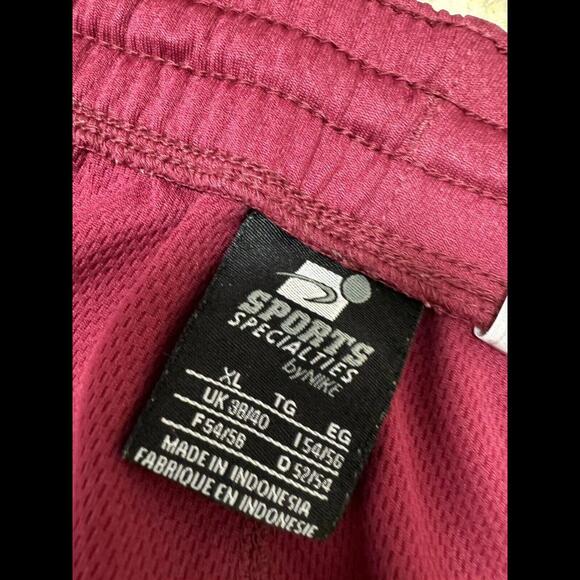 SPORTS
SPECIALTIES
byNIKE
XL TG EG
UK 38/40 I 54/56
F 54/56 D 52/54
MADE IN INDONESIA
FABRIQUE EN INDONESIE